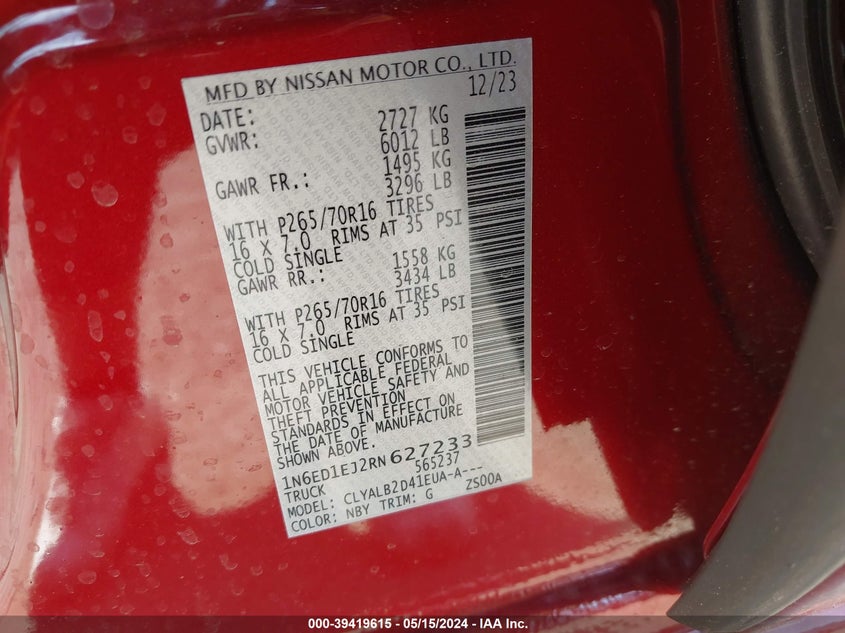 MFD BY NISSAN MOTOR CO., LTD.
DATE: 12/23
GVWR: 2727 KG
6012 LB
GAWR FR.: 1495 KG
3296 LB
WITH P265/70R16 TIRES
16 X 7.0 RIMS AT 35 PSI
COLD SINGLE
GAWR RR.: 1558 KG
3434 LB
WITH P265/70R16 TIRES
16 X 7.0 RIMS AT 35 PSI
COLD SINGLE
THIS VEHICLE CONFORMS TO
ALL APPLICABLE FEDERAL
MOTOR VEHICLE SAFETY AND
THEFT PREVENTION
STANDARDS IN EFFECT ON
THE DATE OF MANUFACTURE
SHOWN ABOVE.
1N6ED1EJ2RN627233
TRUCK 565237
MODEL: CLYALB2D41EUA-A---
COLOR: NBY TRIM: G ZS00A
000-39419615 - 05/15/2024 - IAA Inc.